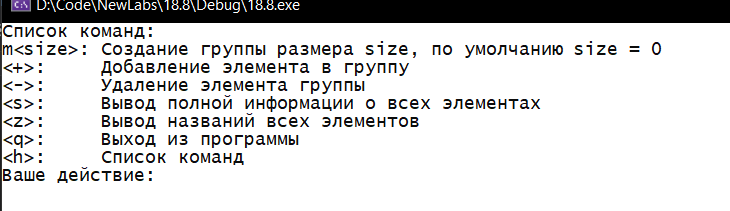 D:\Code\NewLabs\18.8\Debug\18.8.exe
Список команд:
m<size>: Создание группы размера size, по умолчанию size = 0
<+>: Добавление элемента в группу
<->: Удаление элемента группы
<s>: Вывод полной информации о всех элементах
<z>: Вывод названий всех элементов
<q>: Выход из программы
<h>: Список команд
Ваше действие: